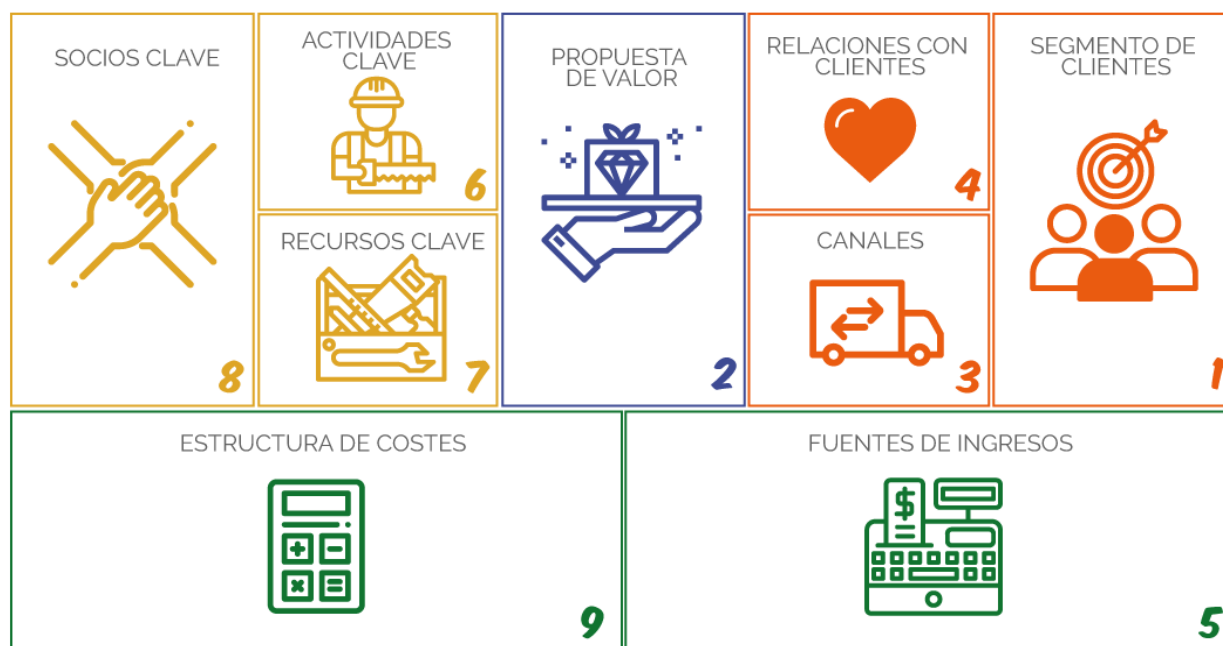 SOCIOS CLAVE
8
ACTIVIDADES
CLAVE
6
RECURSOS CLAVE
7
PROPUESTA
DE VALOR
2
RELACIONES CON
CLIENTES
4
CANALES
3
SEGMENTO DE
CLIENTES
1
ESTRUCTURA DE COSTES
9
FUENTES DE INGRESOS
$
5